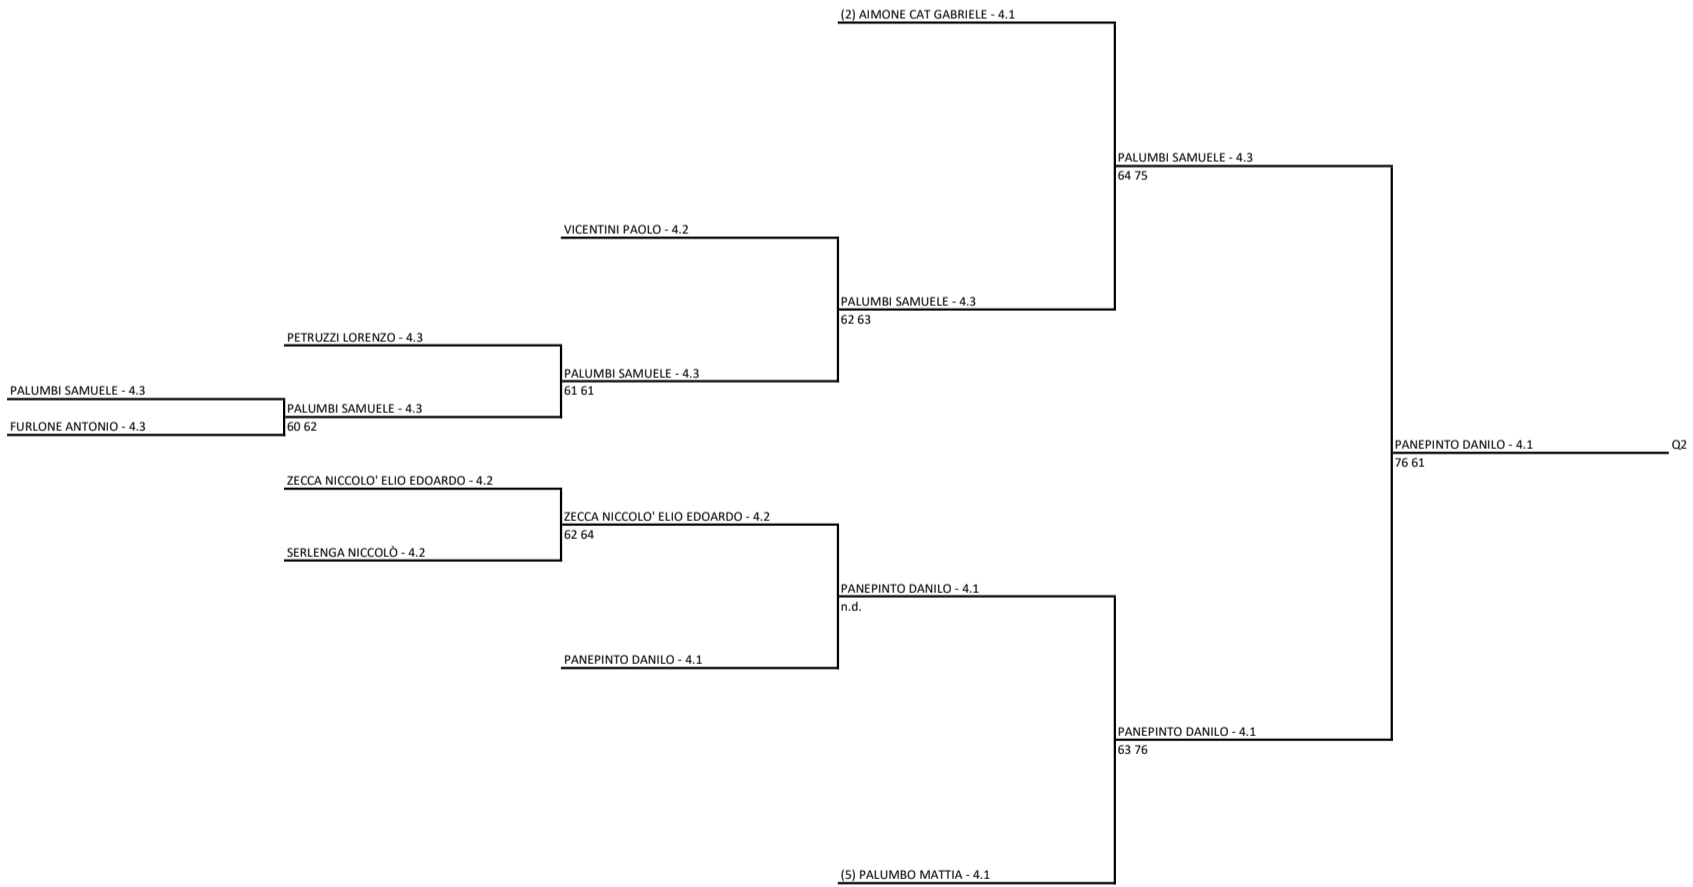 (2) AIMONE CAT GABRIELE - 4.1
PALUMBI SAMUELE - 4.3
64 75
VICENTINI PAOLO - 4.2
PALUMBI SAMUELE - 4.3
62 63
PETRUZZI LORENZO - 4.3
PALUMBI SAMUELE - 4.3
61 61
PALUMBI SAMUELE - 4.3
PALUMBI SAMUELE - 4.3
60 62
FURLONE ANTONIO - 4.3
PANEPINTO DANILO - 4.1
Q2
76 61
ZECCA NICCOLO' ELIO EDOARDO - 4.2
ZECCA NICCOLO' ELIO EDOARDO - 4.2
62 64
SERLENGA NICCOLÒ - 4.2
PANEPINTO DANILO - 4.1
n.d.
PANEPINTO DANILO - 4.1
PANEPINTO DANILO - 4.1
63 76
(5) PALUMBO MATTIA - 4.1